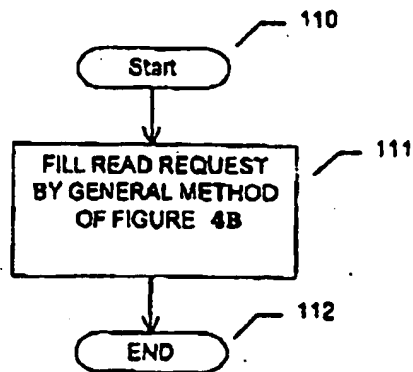 110
Start
FILL READ REQUEST
BY GENERAL METHOD
OF FIGURE 4B
111
112
END